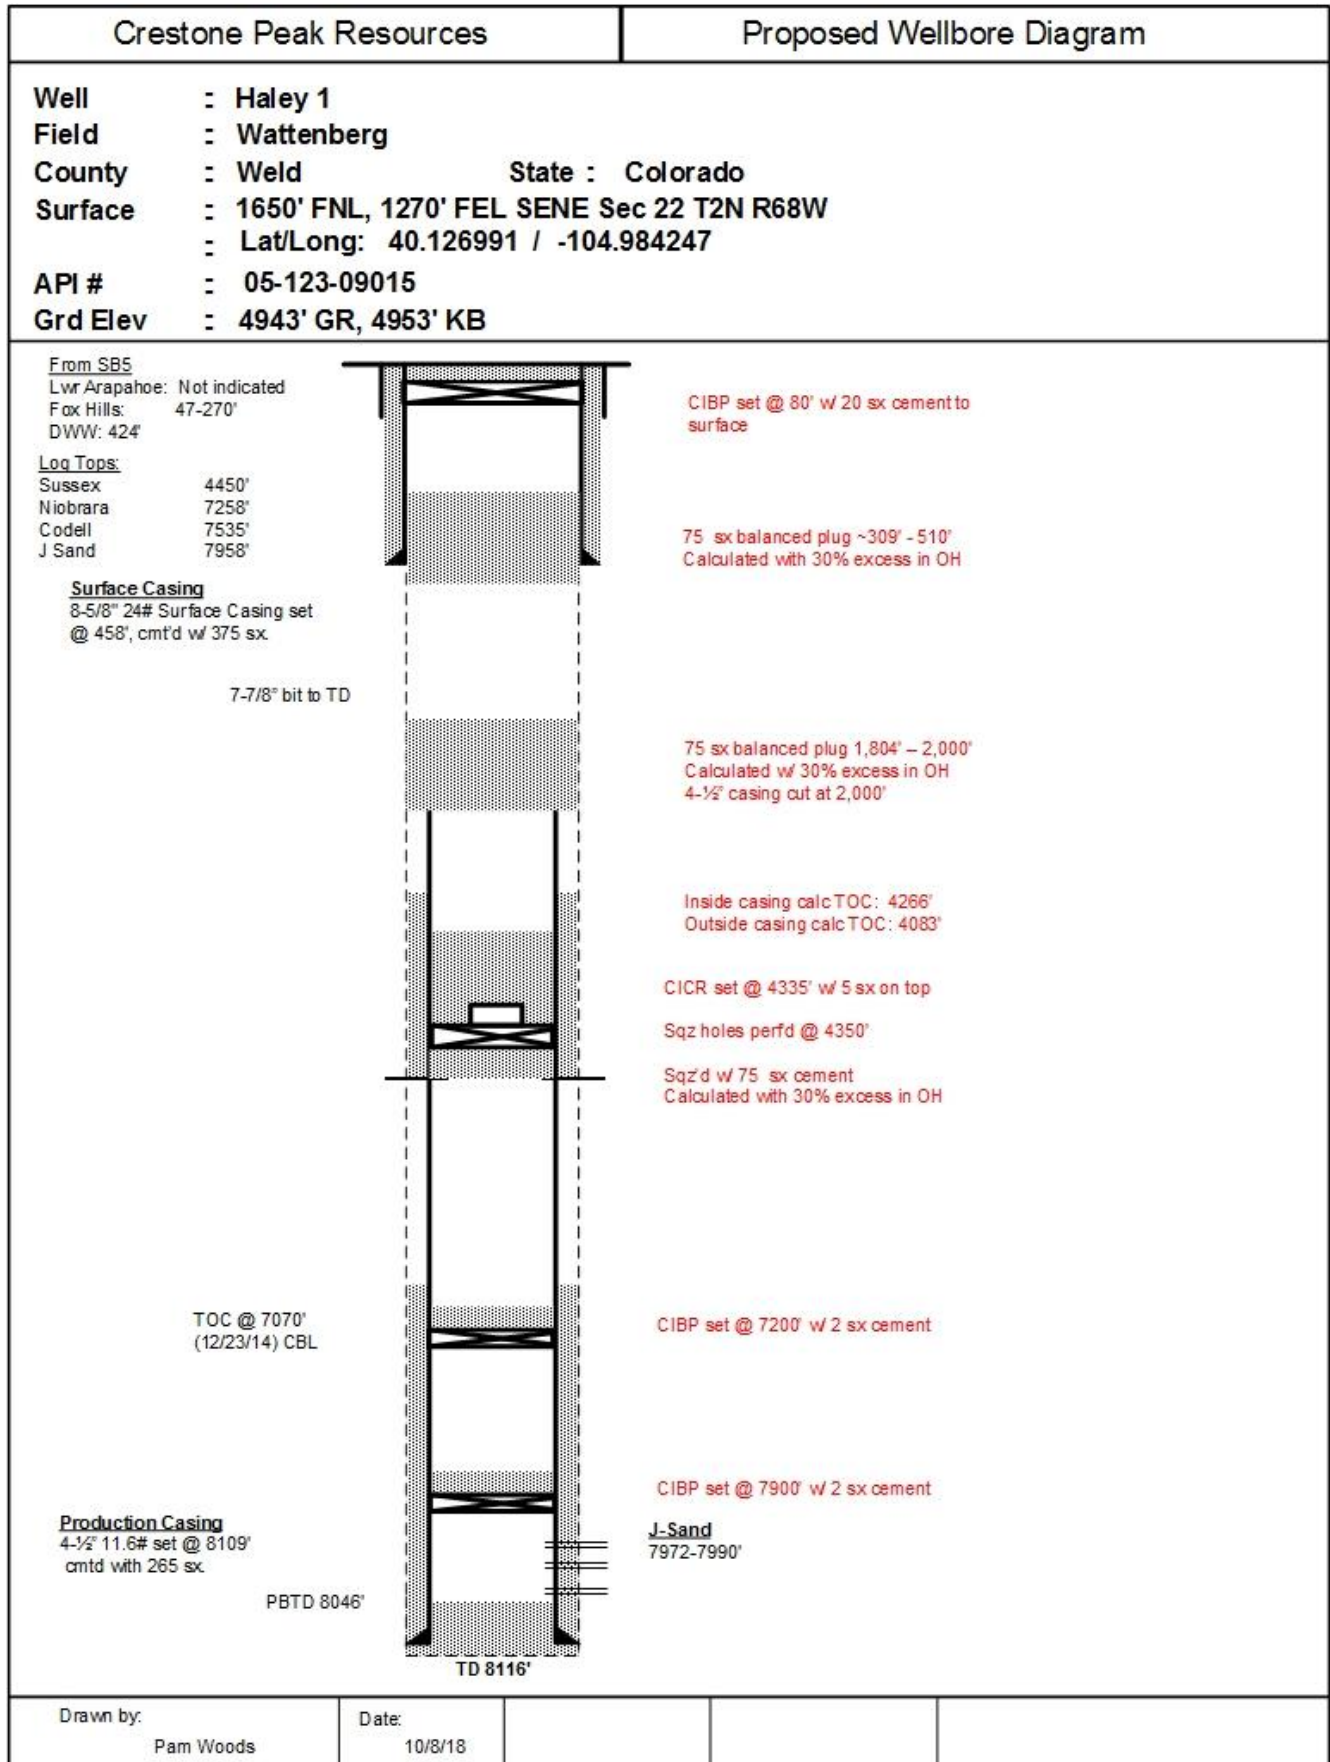 Crestone Peak Resources
Proposed Wellbore Diagram
Well : Haley 1
Field : Wattenberg
County : Weld State : Colorado
Surface : 1650' FNL, 1270' FEL SENE Sec 22 T2N R68W
: Lat/Long: 40.126991 / -104.984247
API # : 05-123-09015
Grd Elev : 4943' GR, 4953' KB
From SB5
Lwr Arapahoe: Not indicated
Fox Hills: 47-270'
DWW: 424'
Log Tops:
Sussex 4450'
Niobrara 7258'
Codell 7535'
J Sand 7958'
Surface Casing
8-5/8" 24# Surface Casing set
@ 458', cmt'd w/ 375 sx.
7-7/8" bit to TD
CIBP set @ 80' w/ 20 sx cement to
surface
75 sx balanced plug ~309' - 510'
Calculated with 30% excess in OH
75 sx balanced plug 1,804' – 2,000'
Calculated w/ 30% excess in OH
4-½" casing cut at 2,000'
Inside casing calc TOC: 4266'
Outside casing calc TOC: 4083'
CICR set @ 4335' w/ 5 sx on top
Sqz holes perfd @ 4350'
Sqz'd w/ 75 sx cement
Calculated with 30% excess in OH
TOC @ 7070'
(12/23/14) CBL
CIBP set @ 7200' w/ 2 sx cement
CIBP set @ 7900' w/ 2 sx cement
Production Casing
4-½" 11.6# set @ 8109'
cmtd with 265 sx.
J-Sand
7972-7990'
PBTD 8046'
TD 8116'
Drawn by:
Pam Woods
Date:
10/8/18